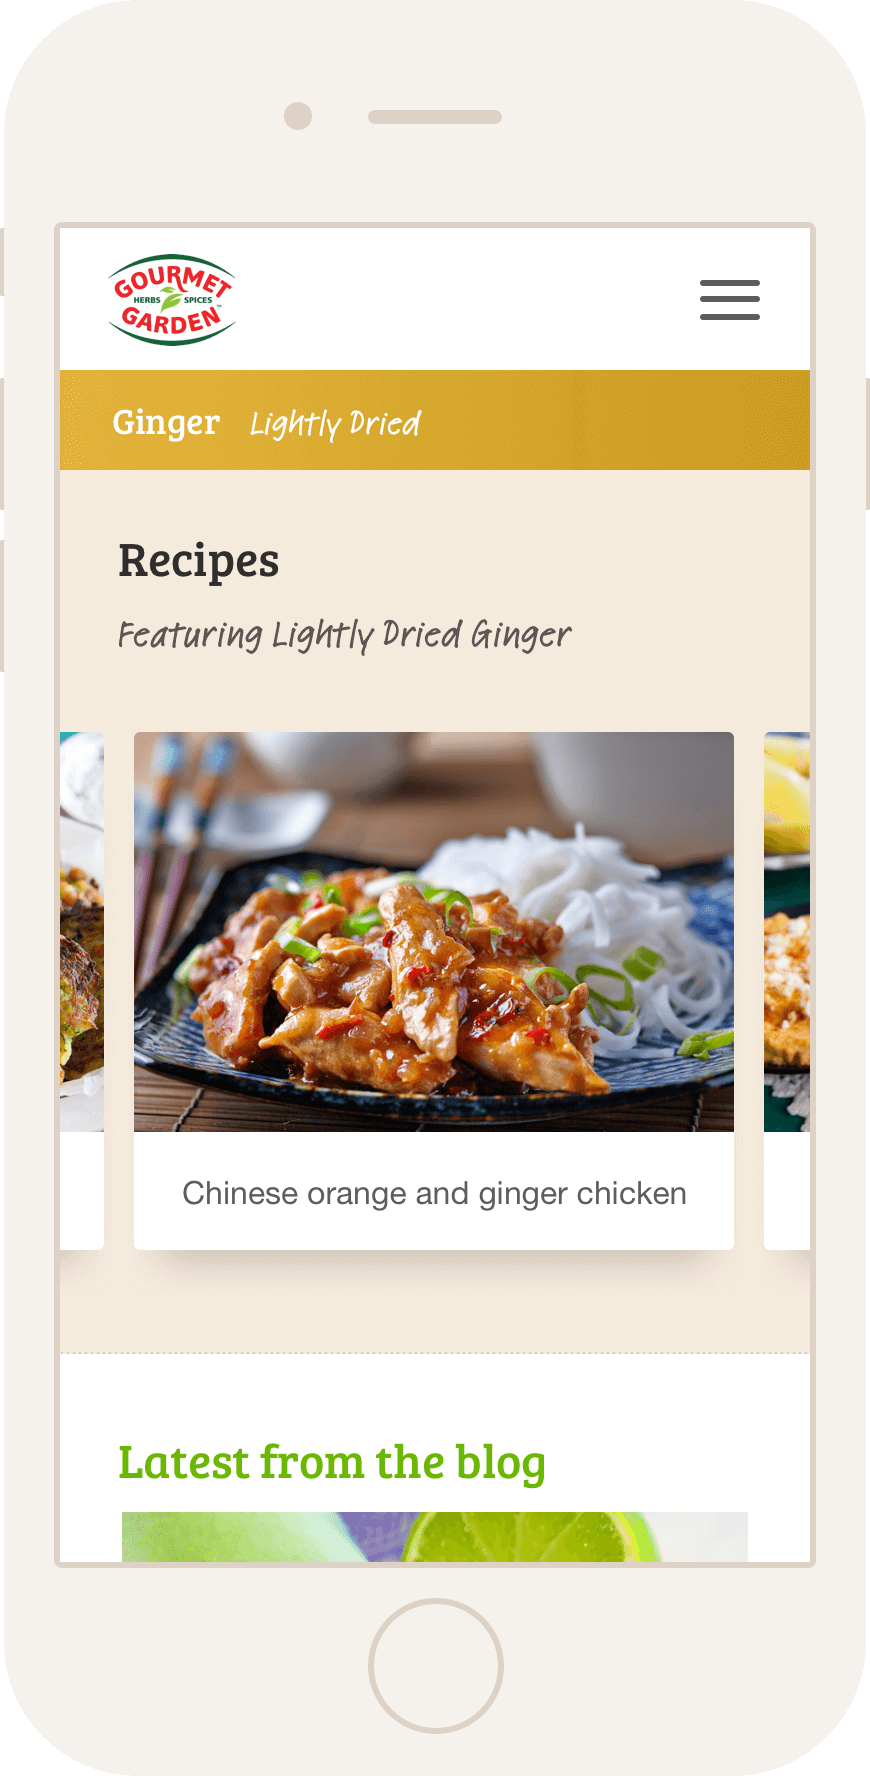 GOURMET
HERBS SPICES
GARDEN™
Ginger Lightly Dried
Recipes
Featuring Lightly Dried Ginger
Chinese orange and ginger chicken
Latest from the blog